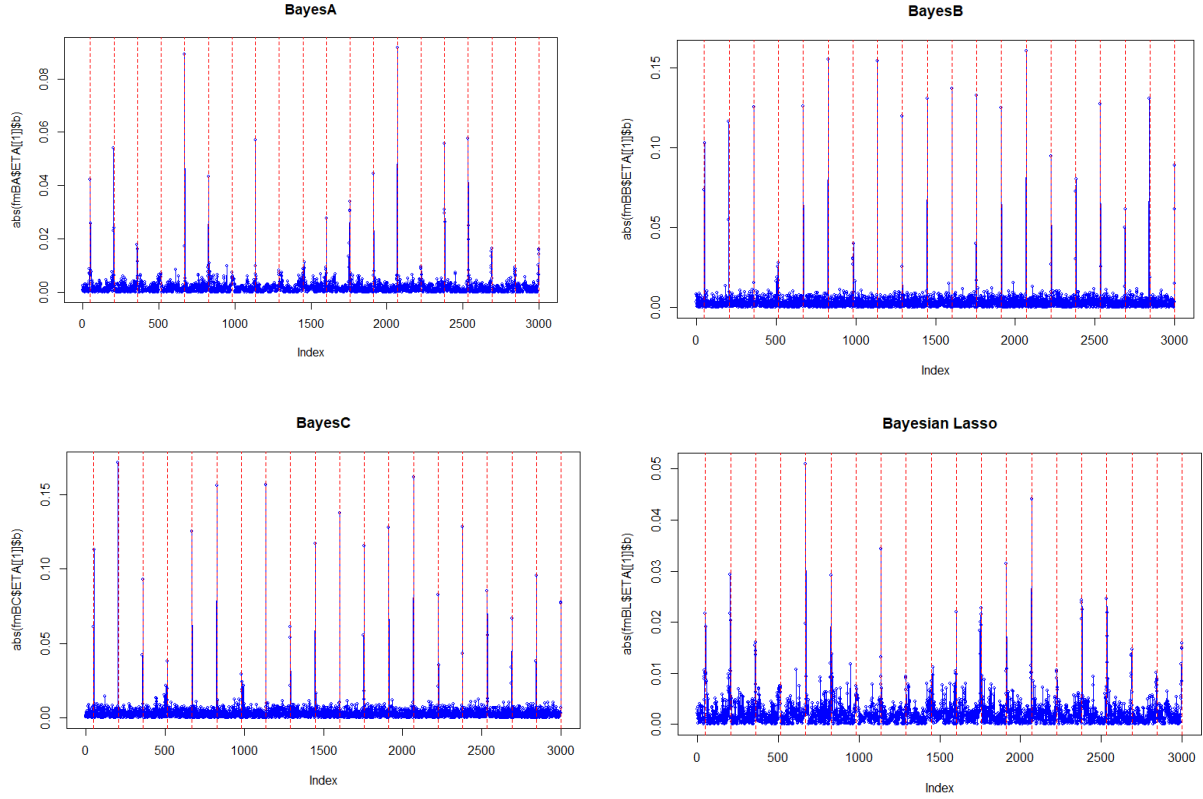 BayesA
abs(fmBA$ETA[[1]]$b)
0.00 0.02 0.04 0.06 0.08
0 500 1000 1500 2000 2500 3000
Index
BayesB
abs(fmBB$ETA[[1]]$b)
0.00 0.05 0.10 0.15
0 500 1000 1500 2000 2500 3000
Index
BayesC
abs(fmBC$ETA[[1]]$b)
0.00 0.05 0.10 0.15
0 500 1000 1500 2000 2500 3000
Index
Bayesian Lasso
abs(fmBL$ETA[[1]]$b)
0.00 0.01 0.02 0.03 0.04 0.05
0 500 1000 1500 2000 2500 3000
Index